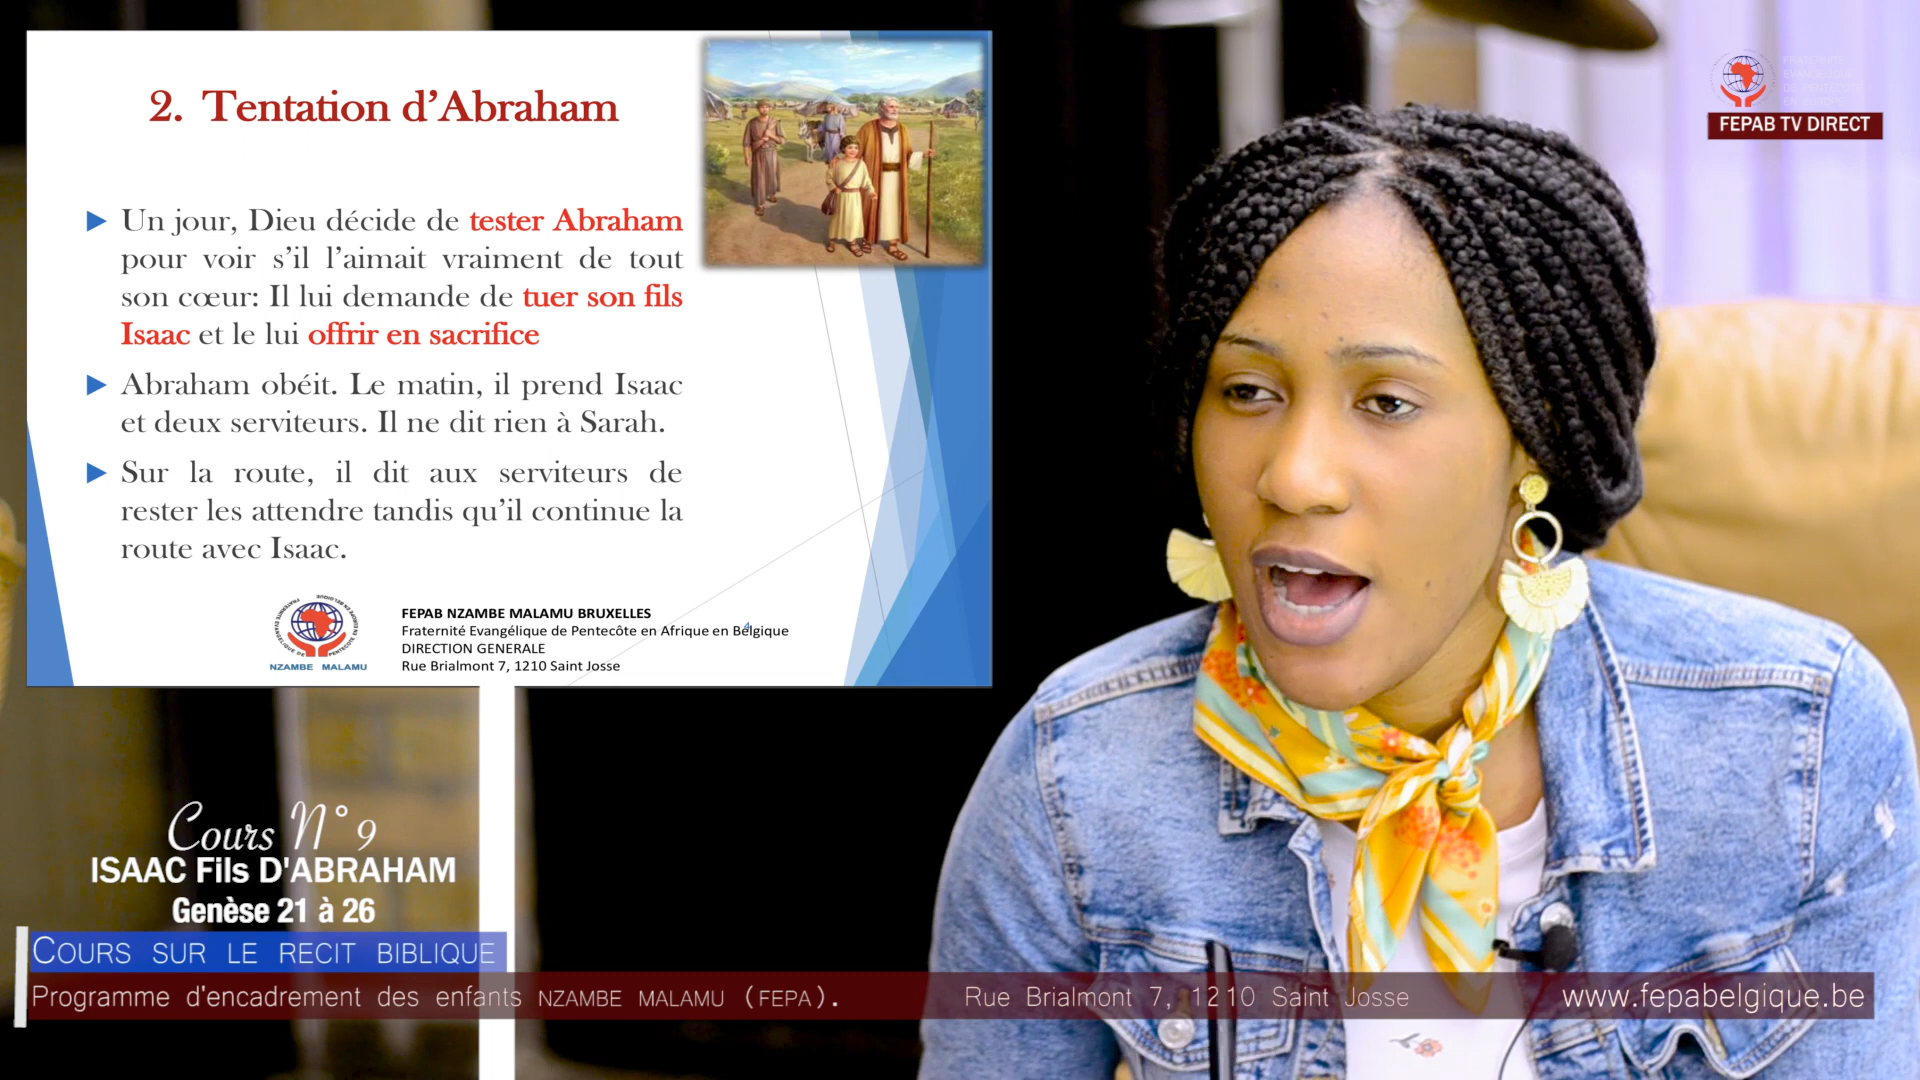 2. Tentation d'Abraham
Un jour, Dieu décide de tester Abraham
pour voir s'il l'aimait vraiment de tout
son cœur: Il lui demande de tuer son fils
Isaac et le lui offrir en sacrifice
Abraham obéit. Le matin, il prend Isaac
et deux serviteurs. Il ne dit rien à Sarah.
Sur la route, il dit aux serviteurs de
rester les attendre tandis qu'il continue la
route avec Isaac.
NZAMBE MALAMU
FEPAB NZAMBE MALAMU BRUXELLES
Fraternité Evangélique de Pentecôte en Afrique en Belgique
DIRECTION GENERALE
Rue Brialmont 7, 1210 Saint Josse
FEPAB TV DIRECT
Cours N° 9
ISAAC Fils D'ABRAHAM
Genèse 21 à 26
COURS SUR LE RECIT BIBLIQUE
Programme d'encadrement des enfants NZAMBE MALAMU (FEPA).
Rue Brialmont 7, 1210 Saint Josse
www.fepabelgique.be